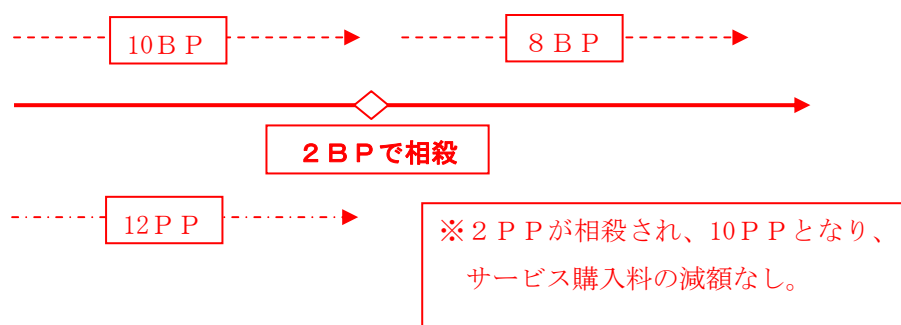 10ＢＰ
８ＢＰ
２ＢＰで相殺
12ＰＰ
※２ＰＰが相殺され、10ＰＰとなり、
サービス購入料の減額なし。